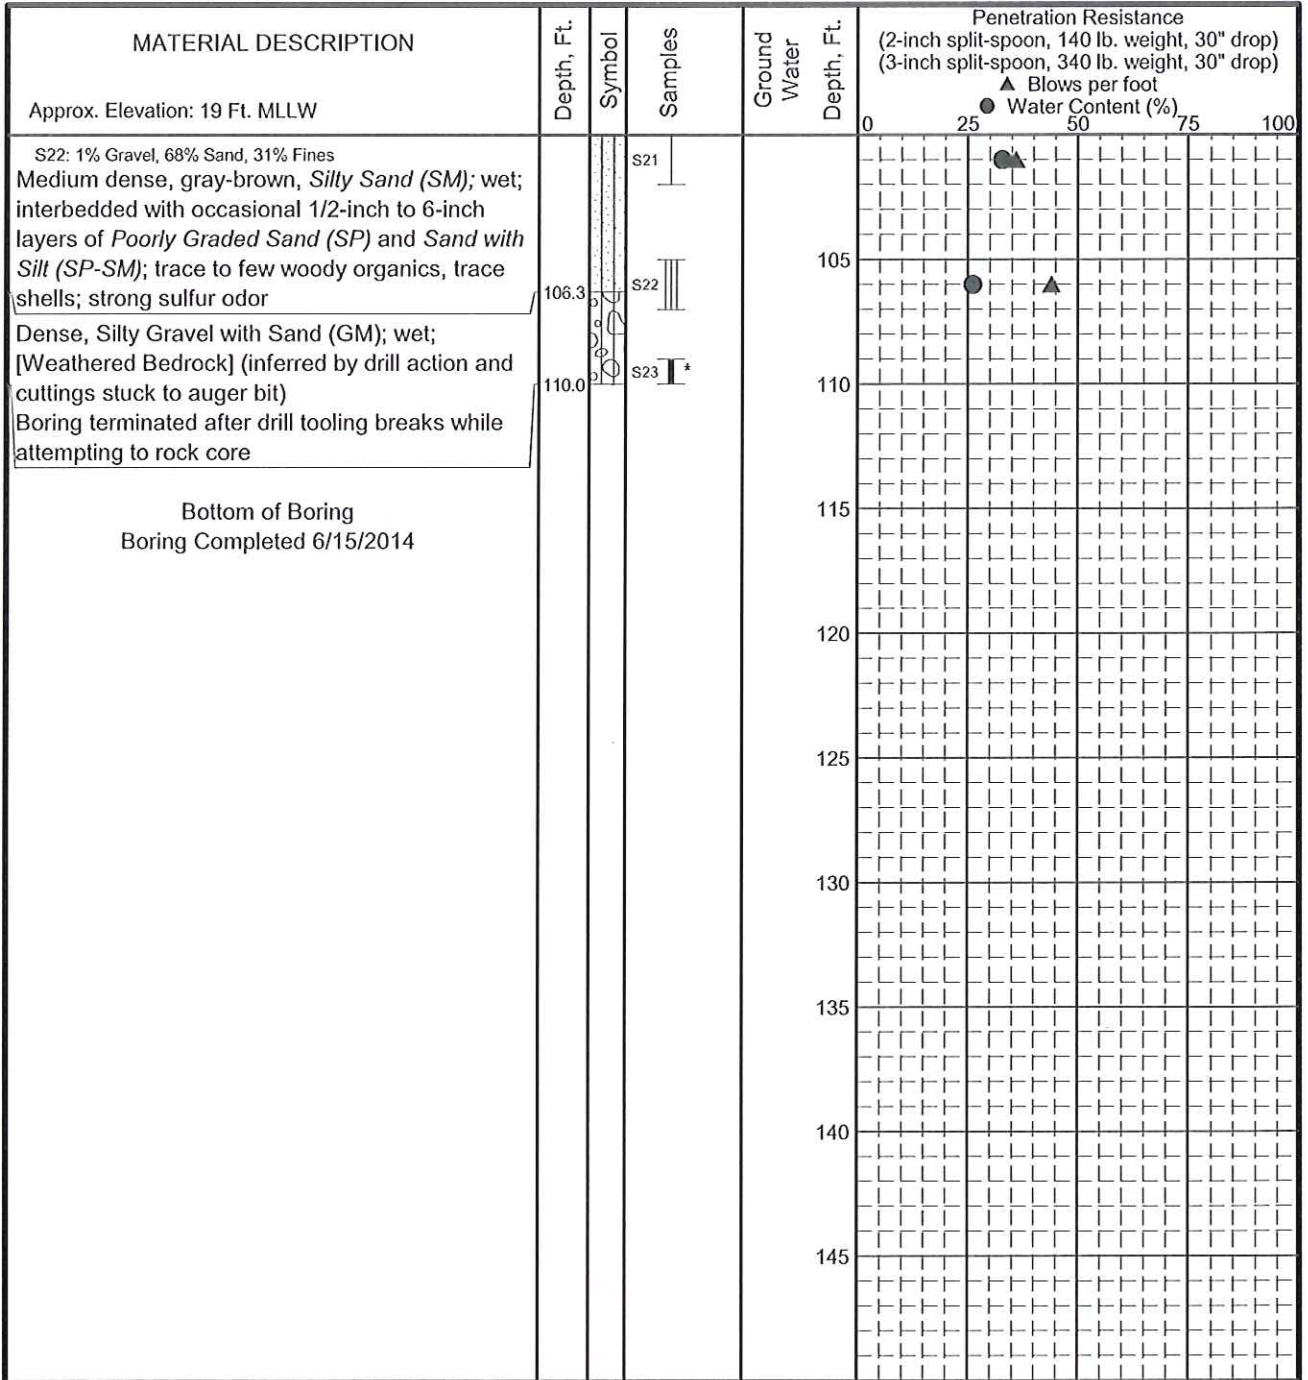 MATERIAL DESCRIPTION
Approx. Elevation: 19 Ft. MLLW
Depth, Ft.
Symbol
Samples
Ground
Water
Depth, Ft.
Penetration Resistance
(2-inch split-spoon, 140 lb. weight, 30" drop)
(3-inch split-spoon, 340 lb. weight, 30" drop)
▲ Blows per foot
● Water Content (%)
0 25 50 75 100
S22: 1% Gravel, 68% Sand, 31% Fines
Medium dense, gray-brown, Silty Sand (SM); wet;
interbedded with occasional 1/2-inch to 6-inch
layers of Poorly Graded Sand (SP) and Sand with
Silt (SP-SM); trace to few woody organics, trace
shells; strong sulfur odor
106.3
Dense, Silty Gravel with Sand (GM); wet;
[Weathered Bedrock] (inferred by drill action and
cuttings stuck to auger bit)
110.0
Boring terminated after drill tooling breaks while
attempting to rock core
Bottom of Boring
Boring Completed 6/15/2014
S21
S22
S23 *
105
110
115
120
125
130
135
140
145